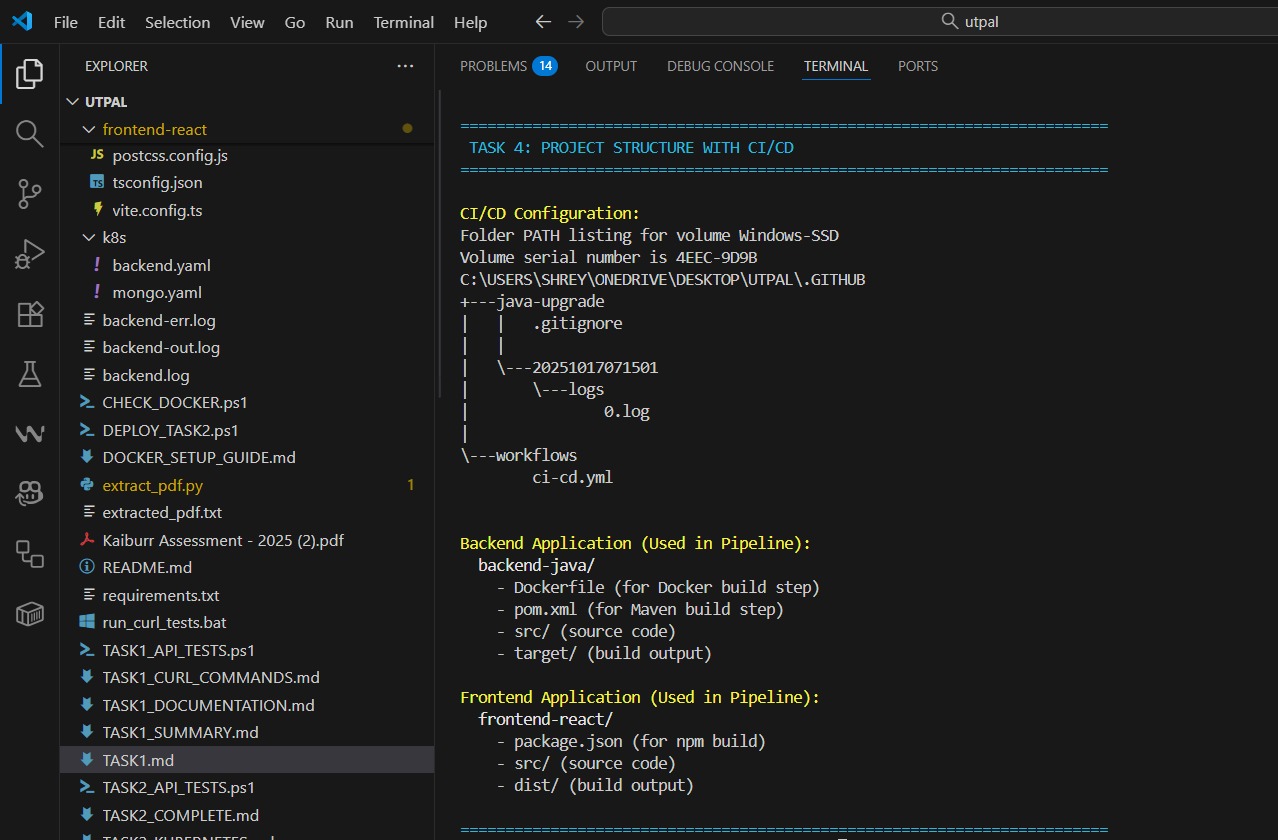 File Edit Selection View Go Run Terminal Help utpal
EXPLORER
UTPAL
frontend-react
JS postcss.config.js
TS tsconfig.json
vite.config.ts
k8s
! backend.yaml
! mongo.yaml
backend-err.log
backend-out.log
backend.log
CHECK_DOCKER.ps1
DEPLOY_TASK2.ps1
DOCKER_SETUP_GUIDE.md
extract_pdf.py 1
extracted_pdf.txt
Kaiburr Assessment - 2025 (2).pdf
README.md
requirements.txt
run_curl_tests.bat
TASK1_API_TESTS.ps1
TASK1_CURL_COMMANDS.md
TASK1_DOCUMENTATION.md
TASK1_SUMMARY.md
TASK1.md
TASK2_API_TESTS.ps1
TASK2_COMPLETE.md
PROBLEMS 14 OUTPUT DEBUG CONSOLE TERMINAL PORTS
========================================================================
TASK 4: PROJECT STRUCTURE WITH CI/CD
========================================================================
CI/CD Configuration:
Folder PATH listing for volume Windows-SSD
Volume serial number is 4EEC-9D9B
C:\USERS\SHREY\ONEDRIVE\DESKTOP\UTPAL\.GITHUB
+---java-upgrade
|   |   .gitignore
|   |
|   \---20251017071501
|       \---logs
|               0.log
|
\---workflows
        ci-cd.yml
Backend Application (Used in Pipeline):
  backend-java/
    - Dockerfile (for Docker build step)
    - pom.xml (for Maven build step)
    - src/ (source code)
    - target/ (build output)
Frontend Application (Used in Pipeline):
  frontend-react/
    - package.json (for npm build)
    - src/ (source code)
    - dist/ (build output)
========================================================================